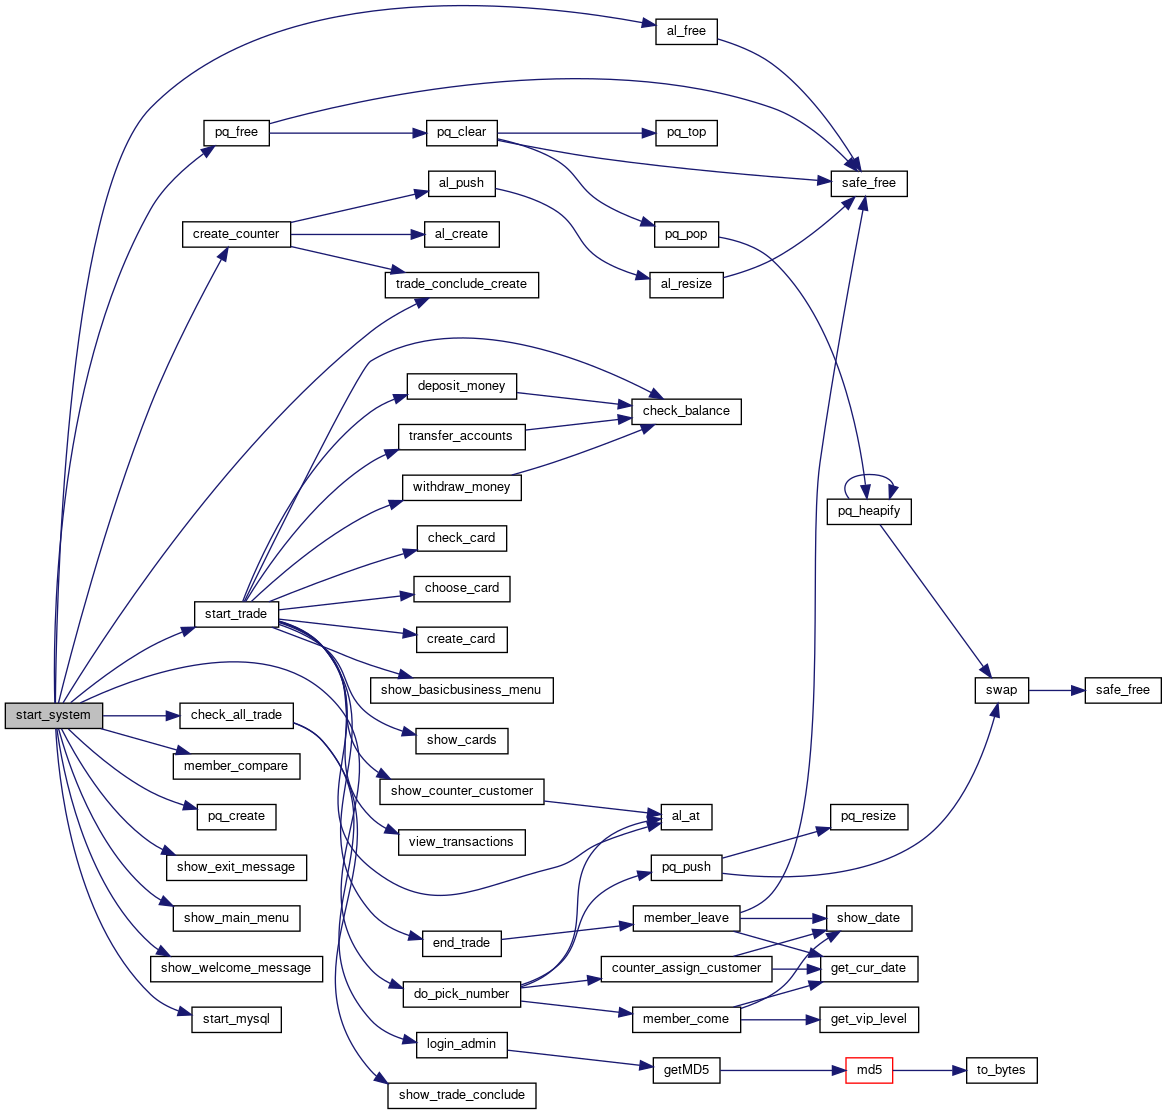 al_free
pq_free
pq_clear
pq_top
al_push
safe_free
create_counter
al_create
pq_pop
trade_conclude_create
al_resize
deposit_money
check_balance
transfer_accounts
withdraw_money
pq_heapify
check_card
choose_card
start_trade
create_card
show_basicbusiness_menu
swap
safe_free
start_system
check_all_trade
show_cards
member_compare
show_counter_customer
pq_create
al_at
pq_resize
view_transactions
show_exit_message
pq_push
show_main_menu
member_leave
show_date
end_trade
show_welcome_message
counter_assign_customer
get_cur_date
do_pick_number
start_mysql
member_come
get_vip_level
login_admin
getMD5
md5
to_bytes
show_trade_conclude